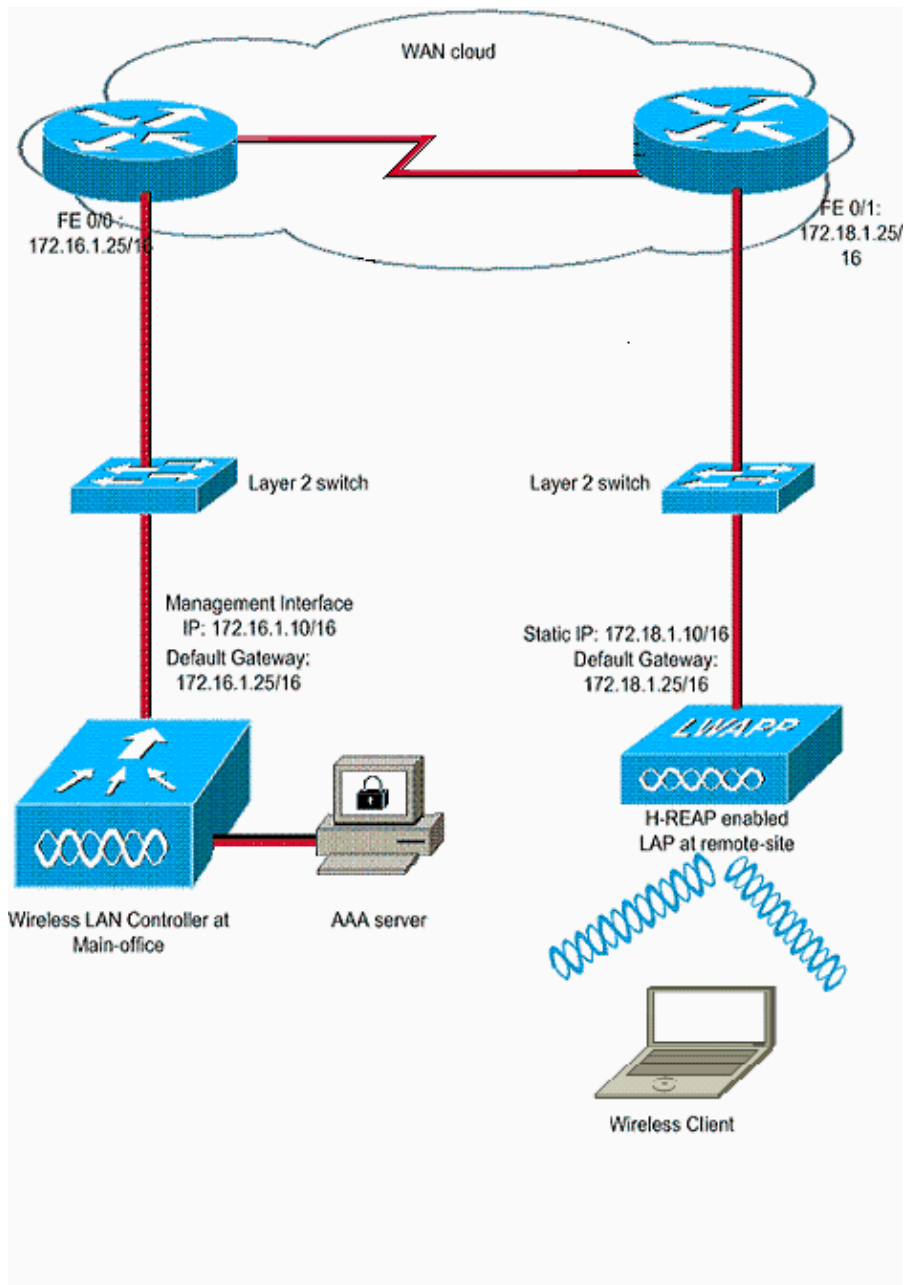 WAN cloud
FE 0/0 :
172.16.1.25/16
FE 0/1:
172.18.1.25/
16
Layer 2 switch
Layer 2 switch
Management Interface
IP: 172.16.1.10/16
Default Gateway:
172.16.1.25/16
Static IP: 172.18.1.10/16
Default Gateway:
172.18.1.25/16
LWAPP
H-REAP enabled
LAP at remote-site
Wireless LAN Controller at
Main-office
AAA server
Wireless Client